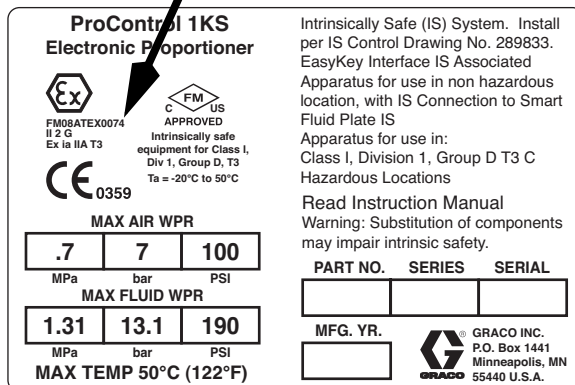 ProControl 1KS
Electronic Proportioner
Ex
FM08ATEX0074
II 2 G
Ex ia IIA T3
CE 0359
C FM US
APPROVED
Intrinsically safe
equipment for Class I,
Div 1, Group D, T3
Ta = -20°C to 50°C
MAX AIR WPR
.7 7 100
MPa bar PSI
MAX FLUID WPR
1.31 13.1 190
MPa bar PSI
MAX TEMP 50°C (122°F)
Intrinsically Safe (IS) System. Install
per IS Control Drawing No. 289833.
EasyKey Interface IS Associated
Apparatus for use in non hazardous
location, with IS Connection to Smart
Fluid Plate IS
Apparatus for use in:
Class I, Division 1, Group D T3 C
Hazardous Locations
Read Instruction Manual
Warning: Substitution of components
may impair intrinsic safety.
PART NO. SERIES SERIAL
MFG. YR.
GRACO
®
GRACO INC.
P.O. Box 1441
Minneapolis, MN
55440 U.S.A.